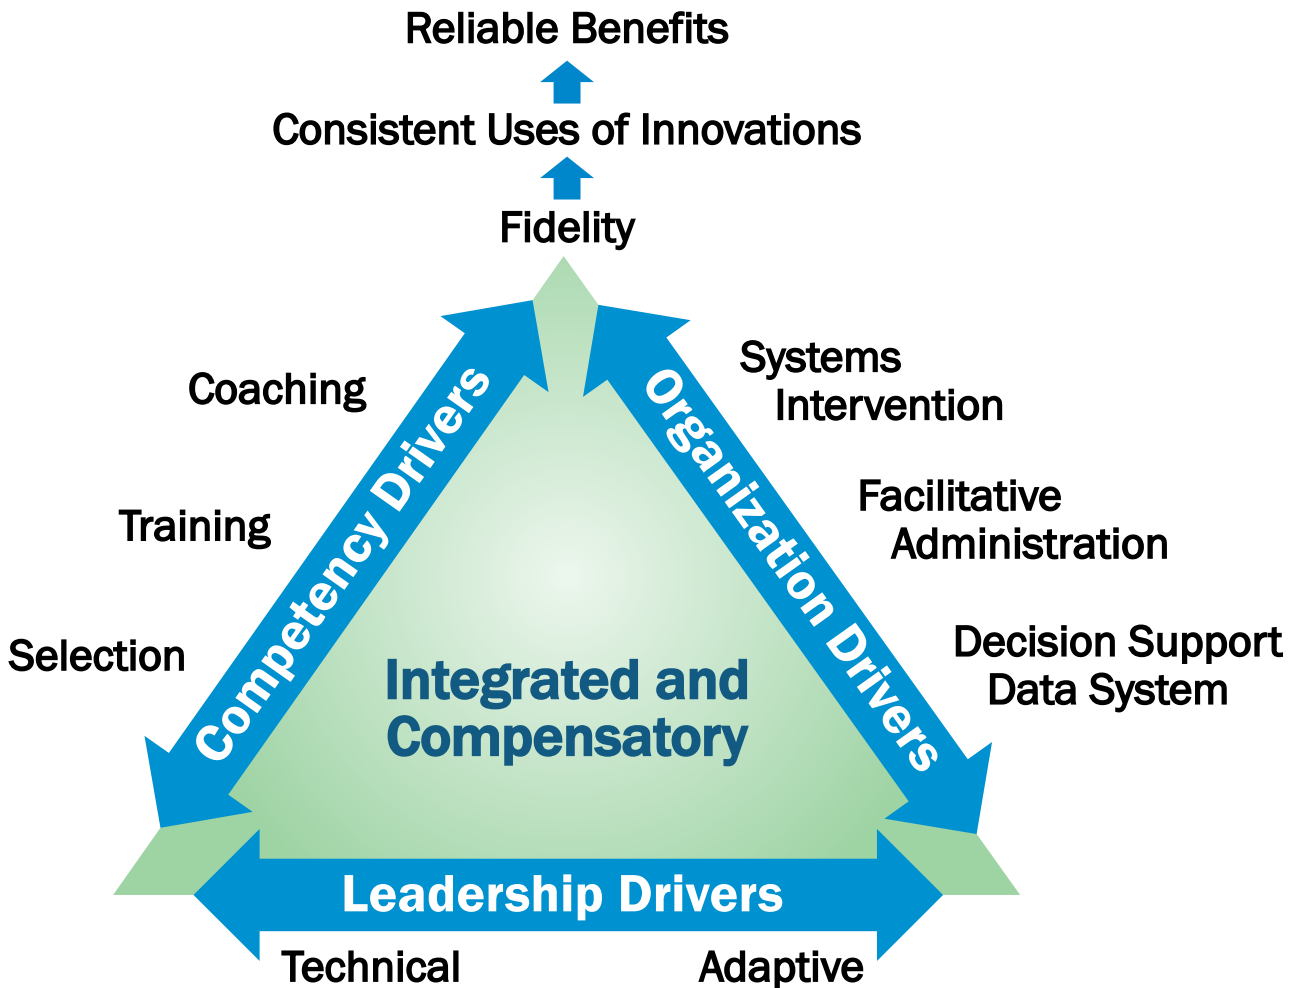 Reliable Benefits
Consistent Uses of Innovations
Fidelity
Coaching
Training
Selection
Competency Drivers
Organization Drivers
Systems
Intervention
Facilitative
Administration
Decision Support
Data System
Integrated and
Compensatory
Leadership Drivers
Technical
Adaptive